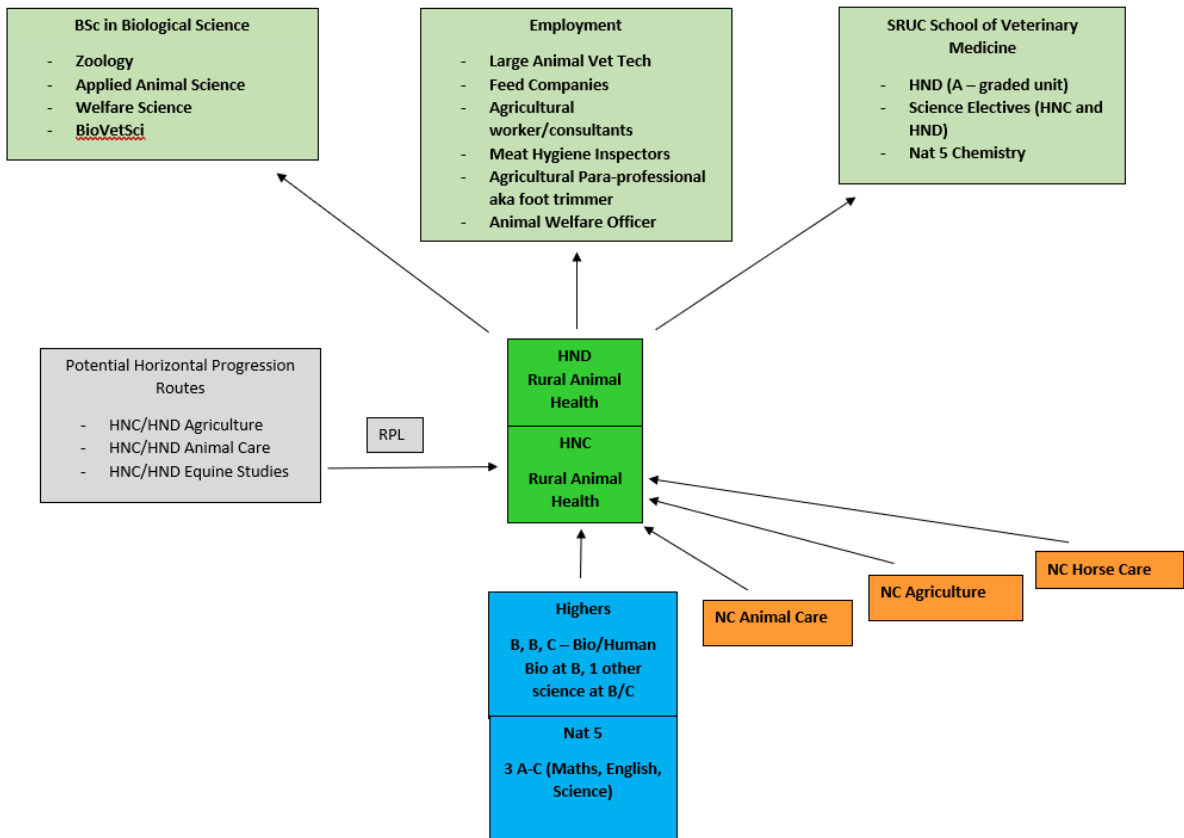 BSc in Biological Science
- Zoology
- Applied Animal Science
- Welfare Science
- BioVetSci
Employment
- Large Animal Vet Tech
- Feed Companies
- Agricultural
worker/consultants
- Meat Hygiene Inspectors
- Agricultural Para-professional
aka foot trimmer
- Animal Welfare Officer
SRUC School of Veterinary
Medicine
- HND (A – graded unit)
- Science Electives (HNC and
HND)
- Nat 5 Chemistry
Potential Horizontal Progression
Routes
- HNC/HND Agriculture
- HNC/HND Animal Care
- HNC/HND Equine Studies
RPL
HND
Rural Animal
Health
HNC
Rural Animal
Health
NC Horse Care
NC Agriculture
NC Animal Care
Highers
B, B, C – Bio/Human
Bio at B, 1 other
science at B/C
Nat 5
3 A-C (Maths, English,
Science)